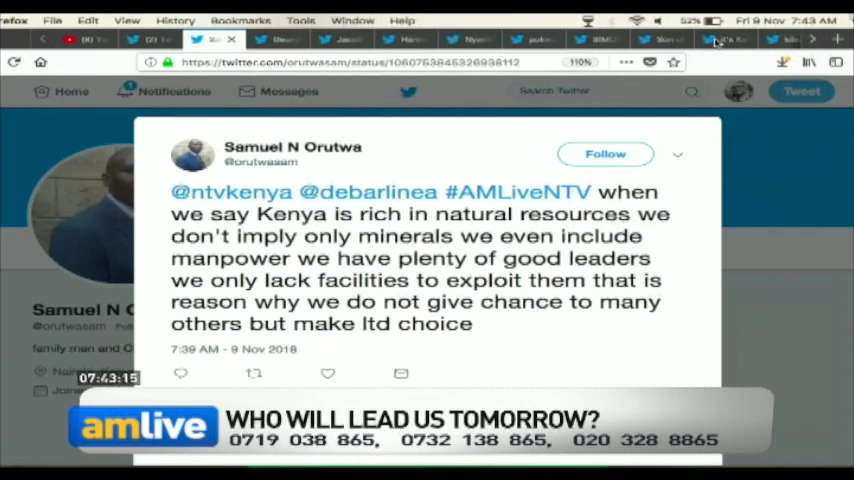 File Edit View History Bookmarks Tools Window Help
52% Fri 9 Nov 7:43 AM
https://twitter.com/orutwasam/status/1060753845326938112 110%
Home Notifications Messages Search Twitter Tweet
Samuel N Orutwa
@orutwasam
Follow
@ntvkenya @debarlinea #AMLiveNTV when
we say Kenya is rich in natural resources we
don't imply only minerals we even include
manpower we have plenty of good leaders
we only lack facilities to exploit them that is
reason why we do not give chance to many
others but make ltd choice
7:39 AM - 9 Nov 2018
Samuel N O
@orutwasam
family man and
07:43:15
amlive
WHO WILL LEAD US TOMORROW?
0719 038 865, 0732 138 865, 020 328 8865